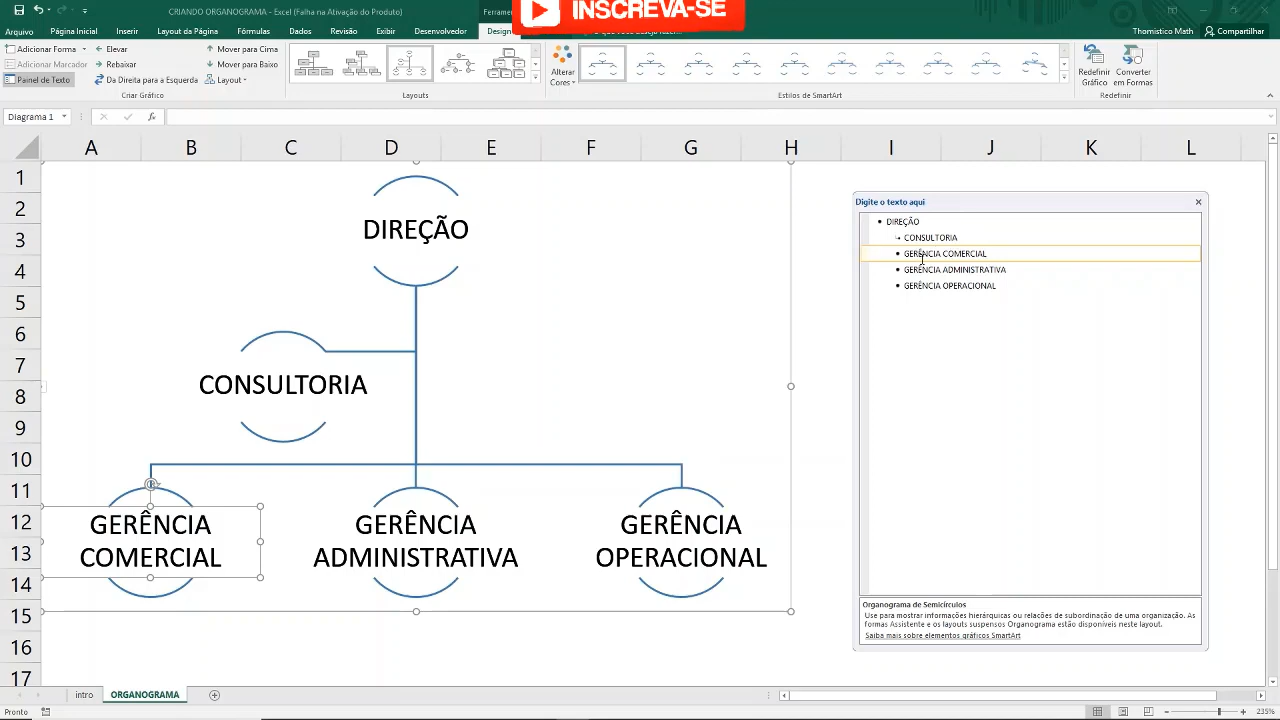 CRIANDO ORGANOGRAMA - Excel (Falha na Ativação do Produto)
Ferrame
INSCREVA-SE
Arquivo
Página Inicial
Inserir
Layout da Página
Fórmulas
Dados
Revisão
Exibir
Desenvolvedor
Design
Thomistico Math
Compartilhar
Adicionar Forma
Elevar
Mover para Cima
Adicionar Marcador
Rebaixar
Mover para Baixo
Painel de Texto
Da Direita para a Esquerda
Layout
Alterar
Cores
Redefinir
Gráfico
Converter
em Formas
Criar Gráfico
Layouts
Estilos de SmartArt
Redefinir
Diagrama 1
fx
A B C D E F G H I J K L
1
2
3
4
5
6
7
8
9
10
11
12
13
14
15
16
17
DIREÇÃO
CONSULTORIA
GERÊNCIA
COMERCIAL
GERÊNCIA
ADMINISTRATIVA
GERÊNCIA
OPERACIONAL
Digite o texto aqui
DIREÇÃO
CONSULTORIA
GERÊNCIA COMERCIAL
GERÊNCIA ADMINISTRATIVA
GERÊNCIA OPERACIONAL
Organograma de Semicírculos
Use para mostrar informações hierárquicas ou relações de subordinação de uma organização. As
formas Assistente e os layouts suspensos Organograma estão disponíveis neste layout.
Saiba mais sobre elementos gráficos SmartArt
intro
ORGANOGRAMA
Pronto
235%